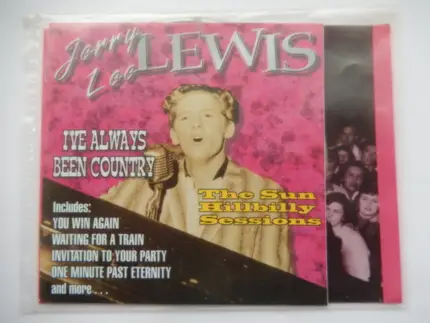 Jerry Lee LEWIS
I'VE ALWAYS
BEEN COUNTRY
The Sun
Hillbilly
Sessions
Includes:
YOU WIN AGAIN
WAITING FOR A TRAIN
INVITATION TO YOUR PARTY
ONE MINUTE PAST ETERNITY
and more . . .